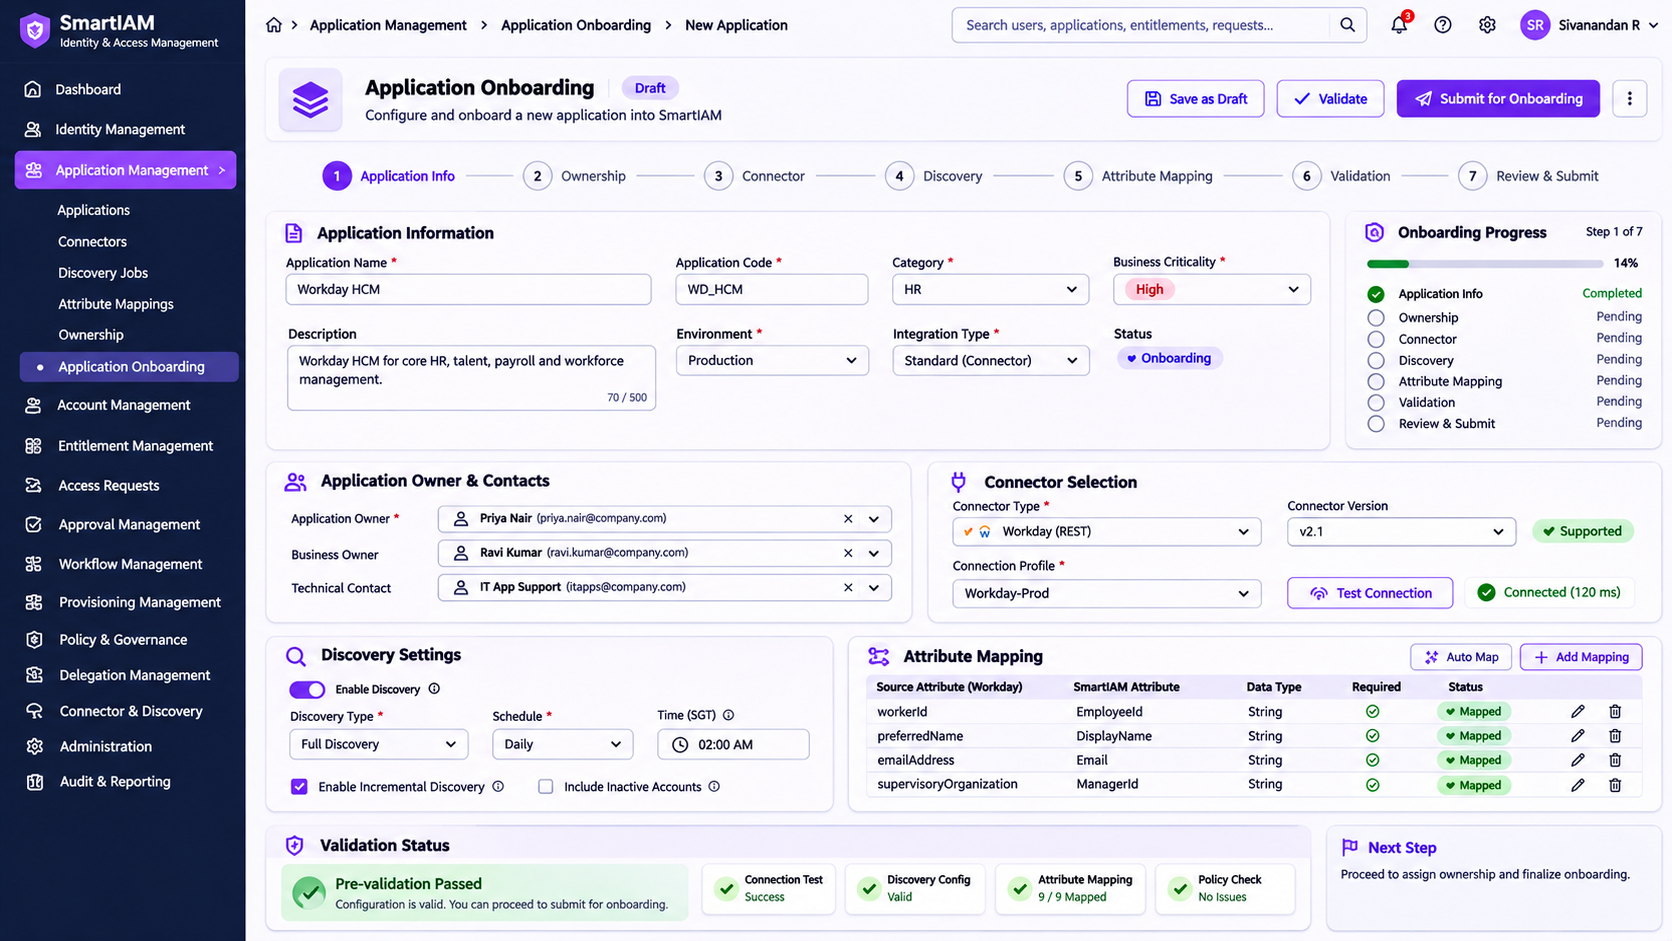 SmartIAM
Identity & Access Management
Dashboard
Identity Management
Application Management
Applications
Connectors
Discovery Jobs
Attribute Mappings
Ownership
Application Onboarding
Account Management
Entitlement Management
Access Requests
Approval Management
Workflow Management
Provisioning Management
Policy & Governance
Delegation Management
Connector & Discovery
Administration
Audit & Reporting
Application Management > Application Onboarding > New Application
Search users, applications, entitlements, requests...
3
SR Sivanandan R
Application Onboarding Draft
Configure and onboard a new application into SmartIAM
Save as Draft Validate Submit for Onboarding
1 Application Info 2 Ownership 3 Connector 4 Discovery 5 Attribute Mapping 6 Validation 7 Review & Submit
Application Information
Application Name * Application Code * Category * Business Criticality *
Workday HCM WD_HCM HR High
Description Environment * Integration Type * Status
Workday HCM for core HR, talent, payroll and workforce
management.
70 / 500
Production Standard (Connector) Onboarding
Onboarding Progress Step 1 of 7
14%
Application Info Completed
Ownership Pending
Connector Pending
Discovery Pending
Attribute Mapping Pending
Validation Pending
Review & Submit Pending
Application Owner & Contacts
Application Owner * Priya Nair (priya.nair@company.com)
Business Owner Ravi Kumar (ravi.kumar@company.com)
Technical Contact IT App Support (itapps@company.com)
Connector Selection
Connector Type * Connector Version
W Workday (REST) v2.1 Supported
Connection Profile *
Workday-Prod Test Connection Connected (120 ms)
Discovery Settings
Enable Discovery
Discovery Type * Schedule * Time (SGT)
Full Discovery Daily 02:00 AM
Enable Incremental Discovery Include Inactive Accounts
Attribute Mapping Auto Map Add Mapping
Source Attribute (Workday) SmartIAM Attribute Data Type Required Status
workerId EmployeeId String Mapped
preferredName DisplayName String Mapped
emailAddress Email String Mapped
supervisoryOrganization ManagerId String Mapped
Validation Status
Pre-validation Passed
Configuration is valid. You can proceed to submit for onboarding.
Connection Test
Success
Discovery Config
Valid
Attribute Mapping
9 / 9 Mapped
Policy Check
No Issues
Next Step
Proceed to assign ownership and finalize onboarding.